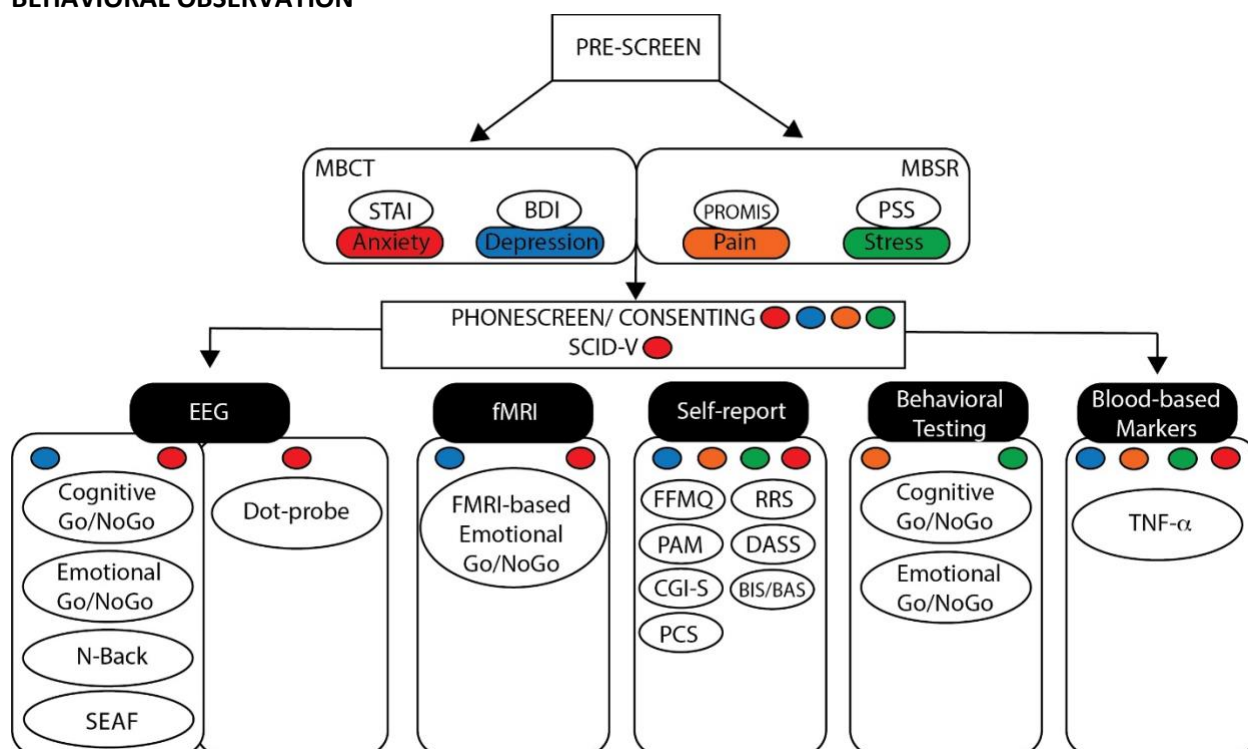 BEHAVIORAL OBSERVATION
PRE-SCREEN
MBCT
MBSR
STAI
Anxiety
BDI
Depression
PROMIS
Pain
PSS
Stress
PHONESCREEN/ CONSENTING
SCID-V
EEG
Cognitive
Go/NoGo
Emotional
Go/NoGo
N-Back
SEAF
Dot-probe
fMRI
FMRI-based
Emotional
Go/NoGo
Self-report
FFMQ
RRS
PAM
DASS
CGI-S
BIS/BAS
PCS
Behavioral
Testing
Cognitive
Go/NoGo
Emotional
Go/NoGo
Blood-based
Markers
TNF-α